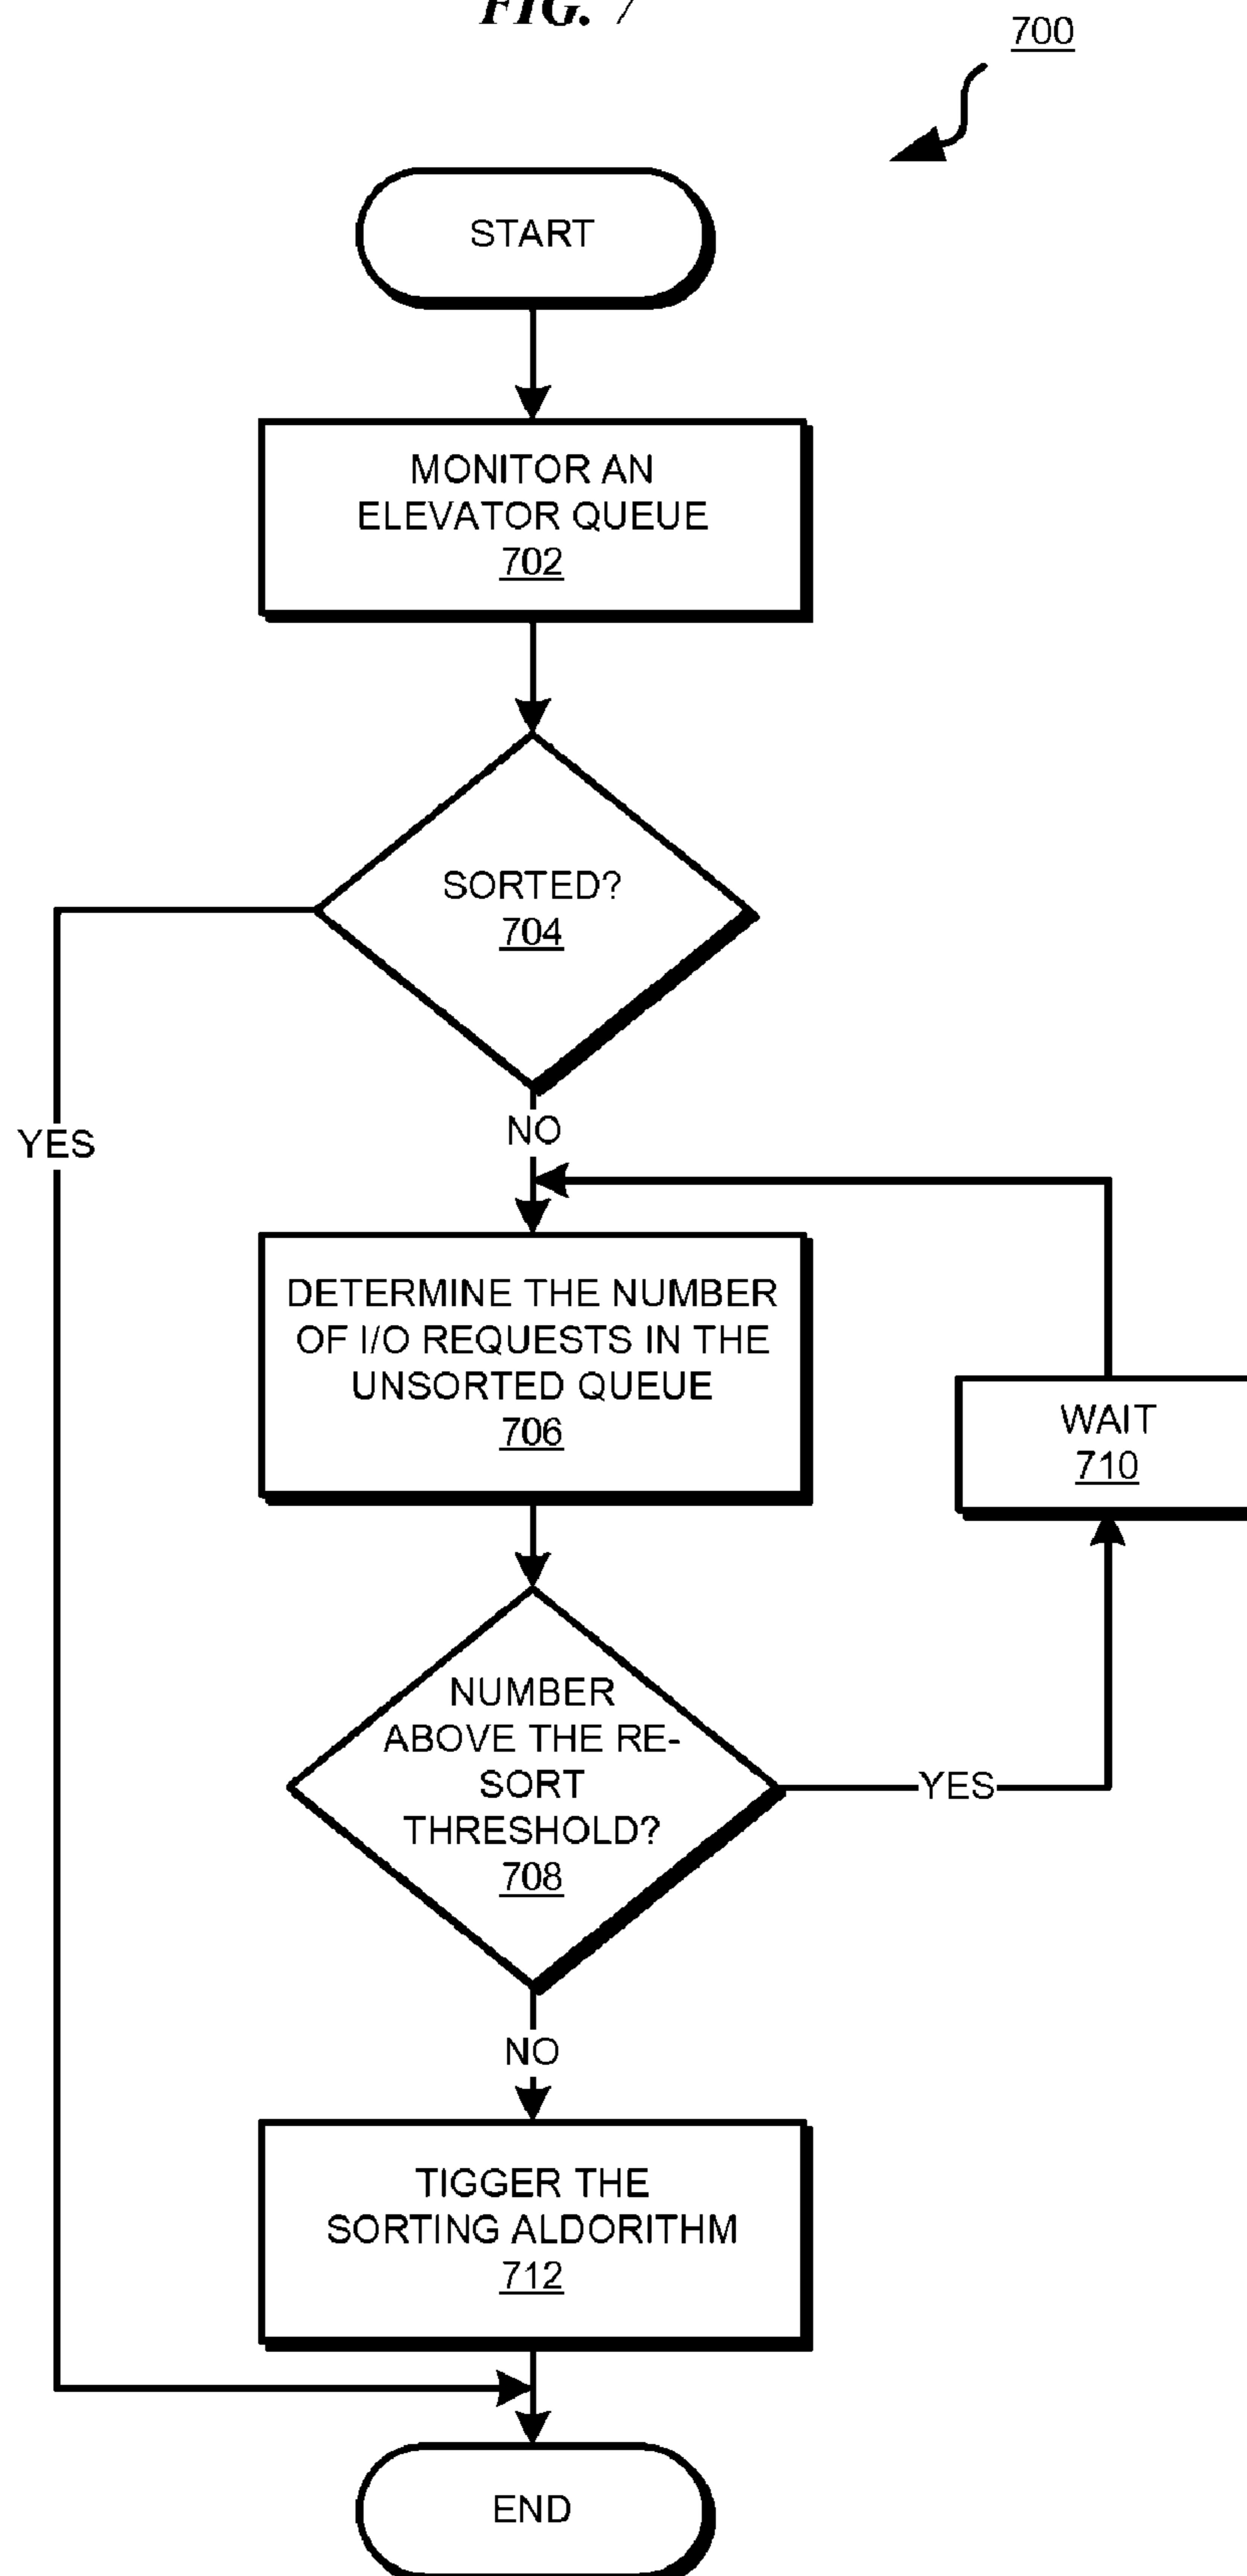 FIG. 7
700
START
MONITOR AN
ELEVATOR QUEUE
702
SORTED?
704
YES
NO
DETERMINE THE NUMBER
OF I/O REQUESTS IN THE
UNSORTED QUEUE
706
WAIT
710
NUMBER
ABOVE THE RE-
SORT
THRESHOLD?
708
YES
NO
TIGGER THE
SORTING ALDORITHM
712
END